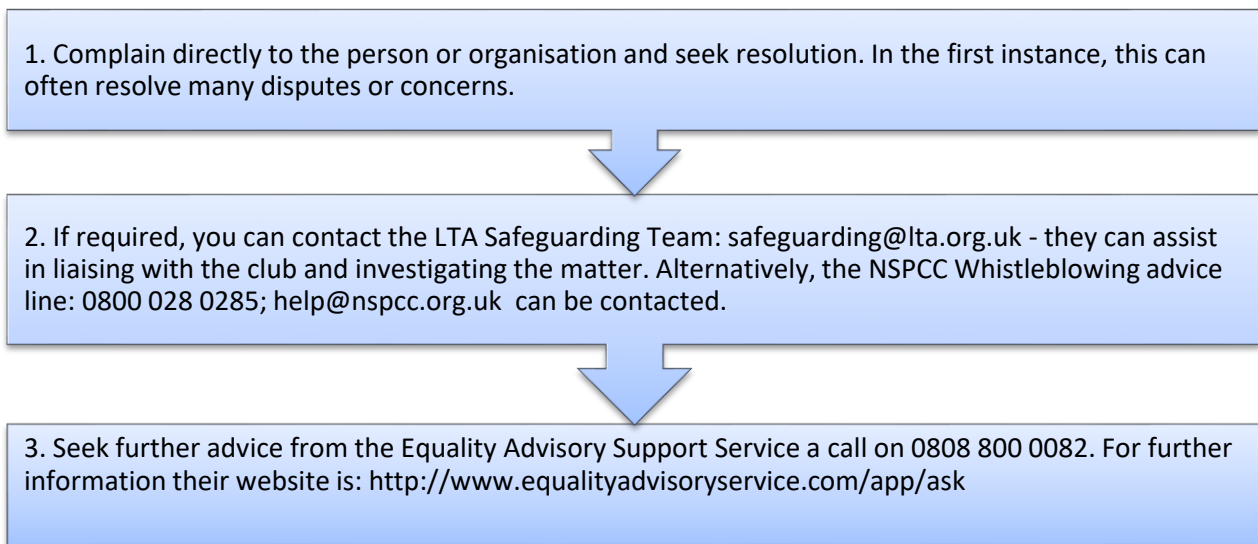 1. Complain directly to the person or organisation and seek resolution. In the first instance, this can
often resolve many disputes or concerns.
2. If required, you can contact the LTA Safeguarding Team: safeguarding@lta.org.uk - they can assist
in liaising with the club and investigating the matter. Alternatively, the NSPCC Whistleblowing advice
line: 0800 028 0285; help@nspcc.org.uk  can be contacted.
3. Seek further advice from the Equality Advisory Support Service a call on 0808 800 0082. For further
information their website is: http://www.equalityadvisoryservice.com/app/ask